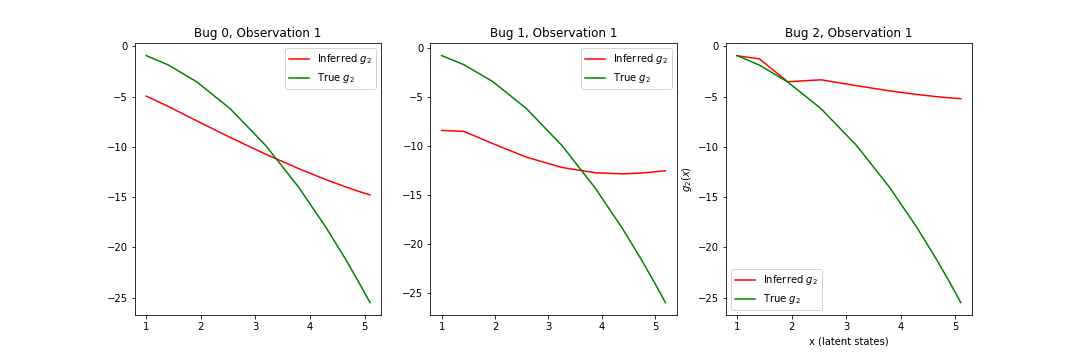 Bug 0, Observation 1
0
−5
−10
−15
−20
−25
1 2 3 4 5
Inferred g₂
True g₂
Bug 1, Observation 1
0
−5
−10
−15
−20
−25
1 2 3 4 5
Inferred g₂
True g₂
Bug 2, Observation 1
g₂(x)
0
−5
−10
−15
−20
−25
Inferred g₂
True g₂
1 2 3 4 5
x (latent states)